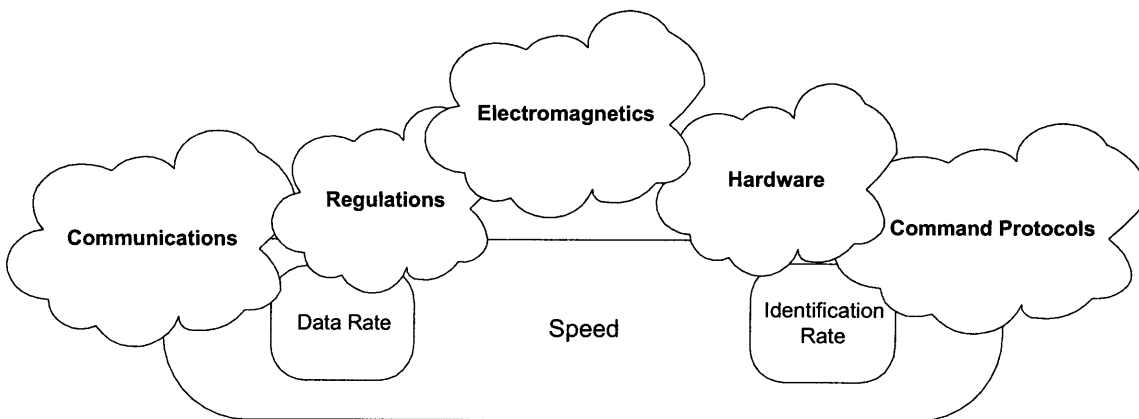 Electromagnetics
Hardware
Regulations
Communications
Command Protocols
Data Rate
Speed
Identification
Rate